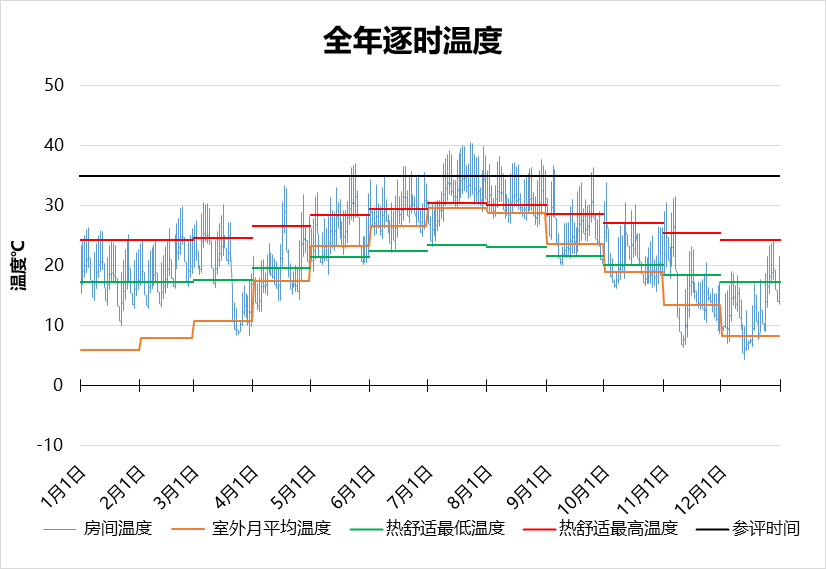 全年逐时温度
50
40
30
20
10
0
-10
温度℃
1月1日
2月1日
3月1日
4月1日
5月1日
6月1日
7月1日
8月1日
9月1日
10月1日
11月1日
12月1日
房间温度
室外月平均温度
热舒适最低温度
热舒适最高温度
参评时间